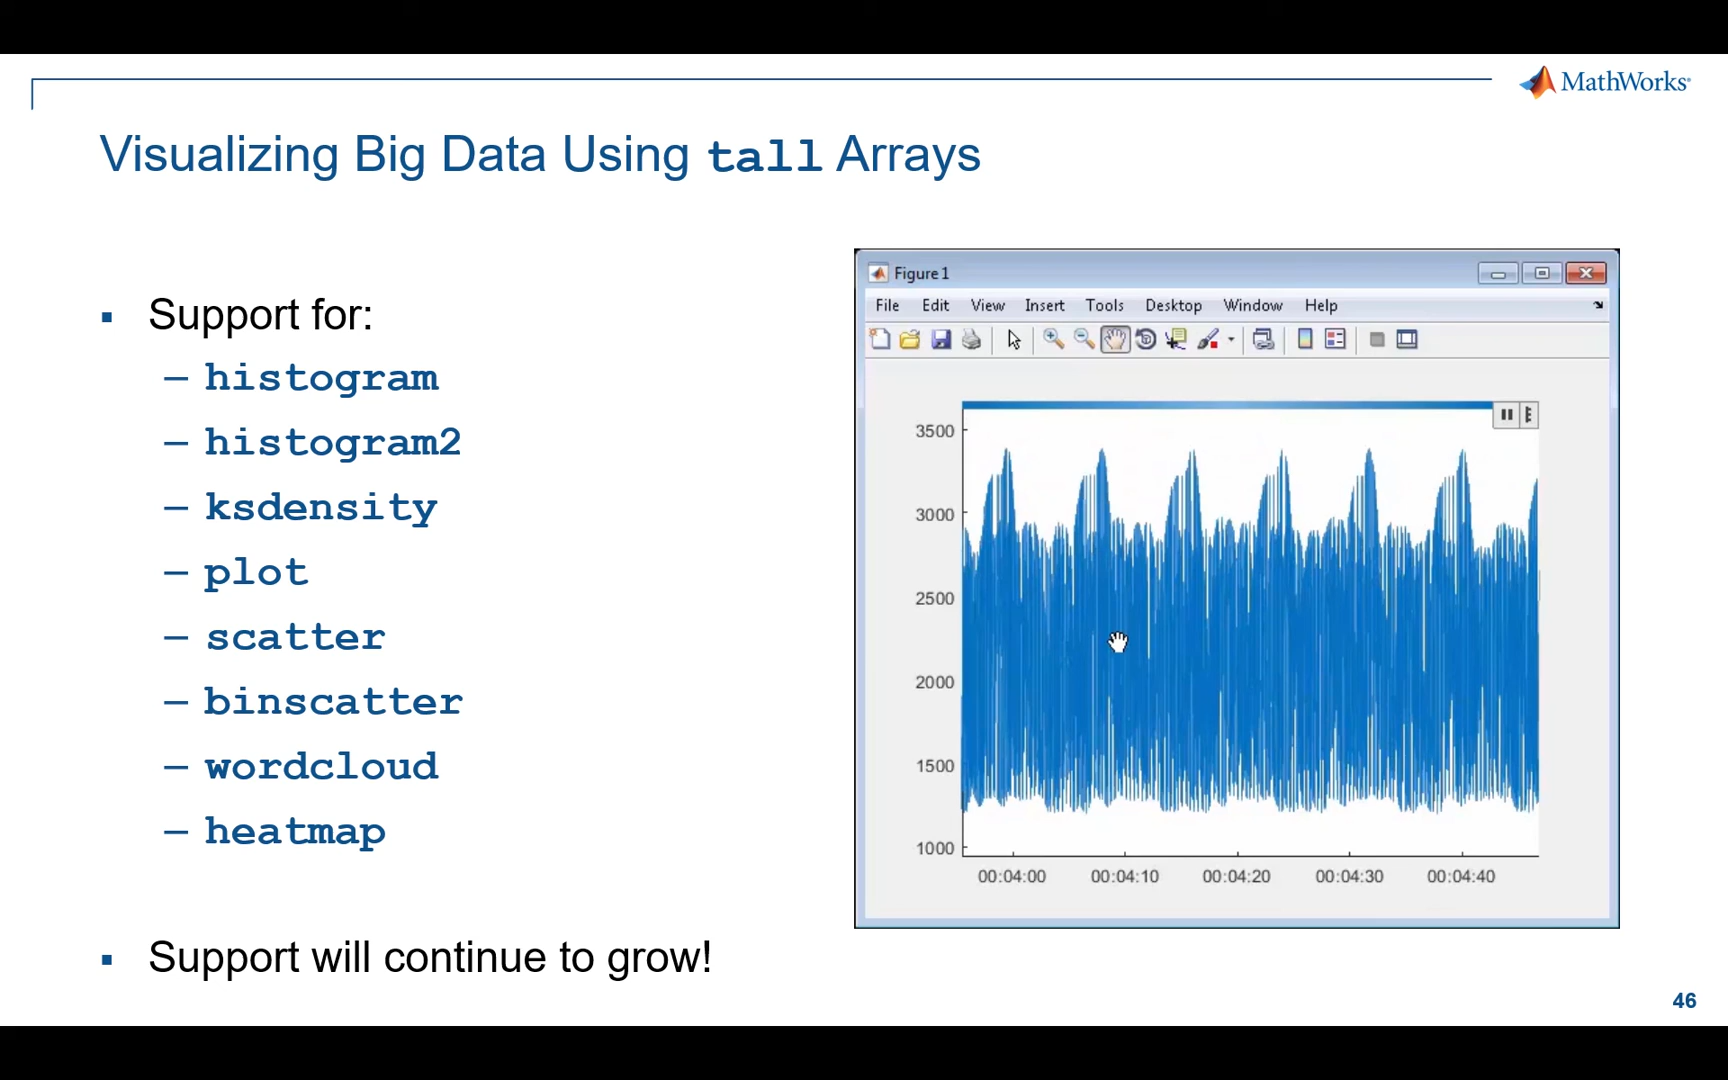 MathWorks®
Visualizing Big Data Using tall Arrays
▪ Support for:
– histogram
– histogram2
– ksdensity
– plot
– scatter
– binscatter
– wordcloud
– heatmap
▪ Support will continue to grow!
Figure 1
File Edit View Insert Tools Desktop Window Help
3500
3000
2500
2000
1500
1000
00:04:00 00:04:10 00:04:20 00:04:30 00:04:40
46